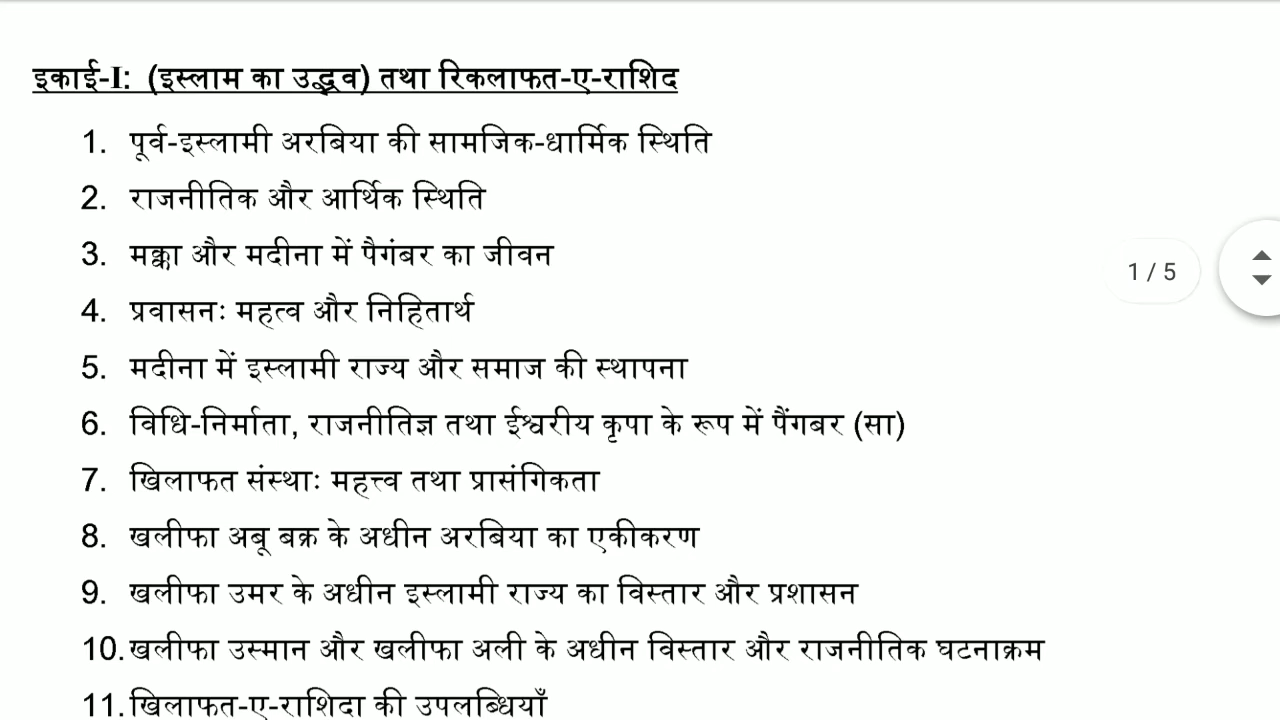 इकाई-I: (इस्लाम का उद्भव) तथा रिकलाफत-ए-राशिद
1. पूर्व-इस्लामी अरबिया की सामजिक-धार्मिक स्थिति
2. राजनीतिक और आर्थिक स्थिति
3. मक्का और मदीना में पैगंबर का जीवन
1 / 5
4. प्रवासनः महत्व और निहितार्थ
5. मदीना में इस्लामी राज्य और समाज की स्थापना
6. विधि-निर्माता, राजनीतिज्ञ तथा ईश्वरीय कृपा के रूप में पैंगबर (सा)
7. खिलाफत संस्थाः महत्त्व तथा प्रासंगिकता
8. खलीफा अबू बक्र के अधीन अरबिया का एकीकरण
9. खलीफा उमर के अधीन इस्लामी राज्य का विस्तार और प्रशासन
10. खलीफा उस्मान और खलीफा अली के अधीन विस्तार और राजनीतिक घटनाक्रम
11. खिलाफत-ए-राशिदा की उपलब्धियाँ